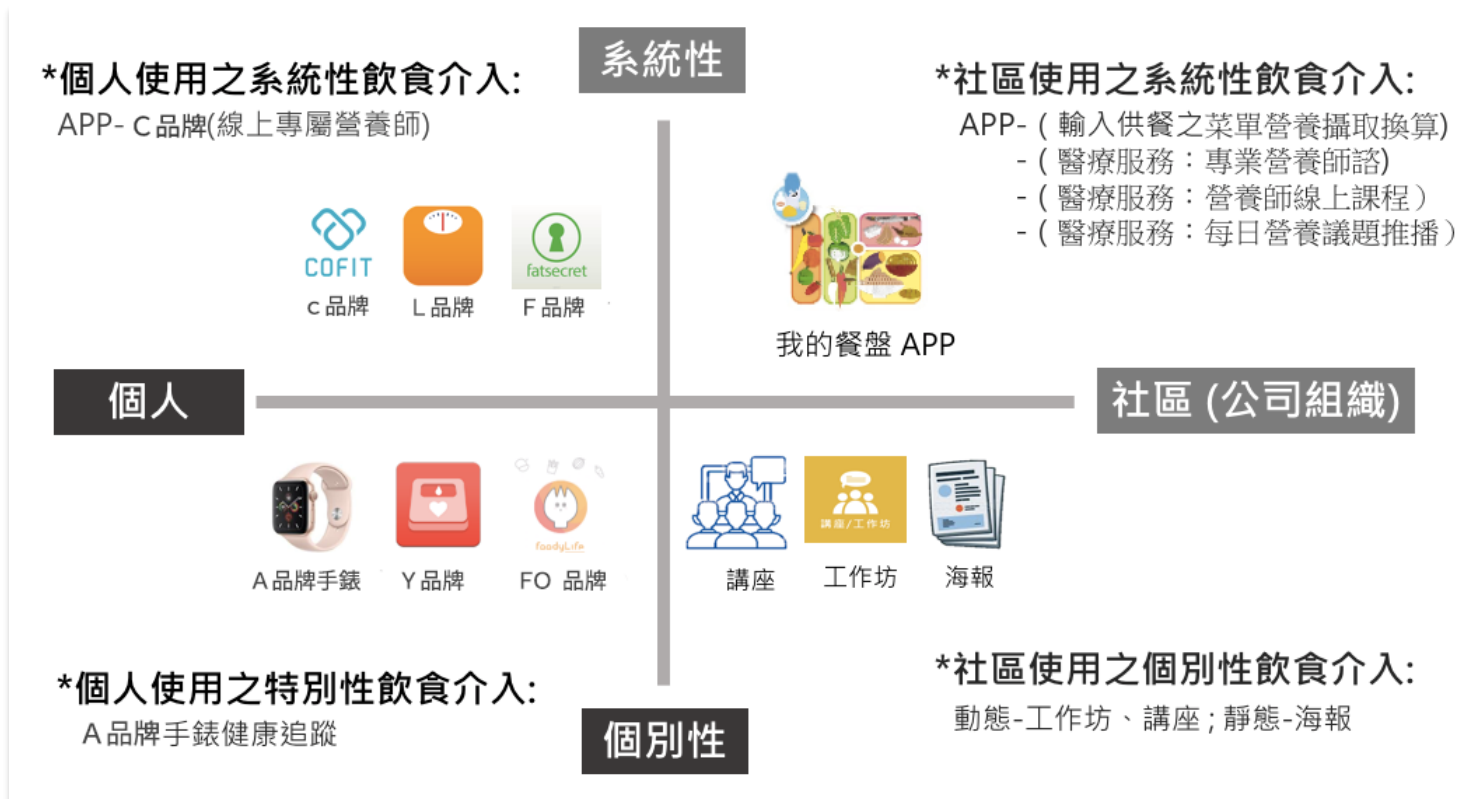 系統性
*個人使用之系統性飲食介入:
APP- C品牌(線上專屬營養師)
*社區使用之系統性飲食介入:
APP- ( 輸入供餐之菜單營養攝取換算)
- ( 醫療服務：專業營養師諮)
- ( 醫療服務：營養師線上課程 )
- ( 醫療服務：每日營養議題推播 )
COFIT
fatsecret
c 品牌
L 品牌
F 品牌
我的餐盤 APP
個人
社區 (公司組織)
講座/工作坊
foodyLife
A品牌手錶
Y 品牌
FO 品牌
講座
工作坊
海報
*個人使用之特別性飲食介入:
A品牌手錶健康追蹤
個別性
*社區使用之個別性飲食介入:
動態-工作坊、講座 ; 靜態-海報